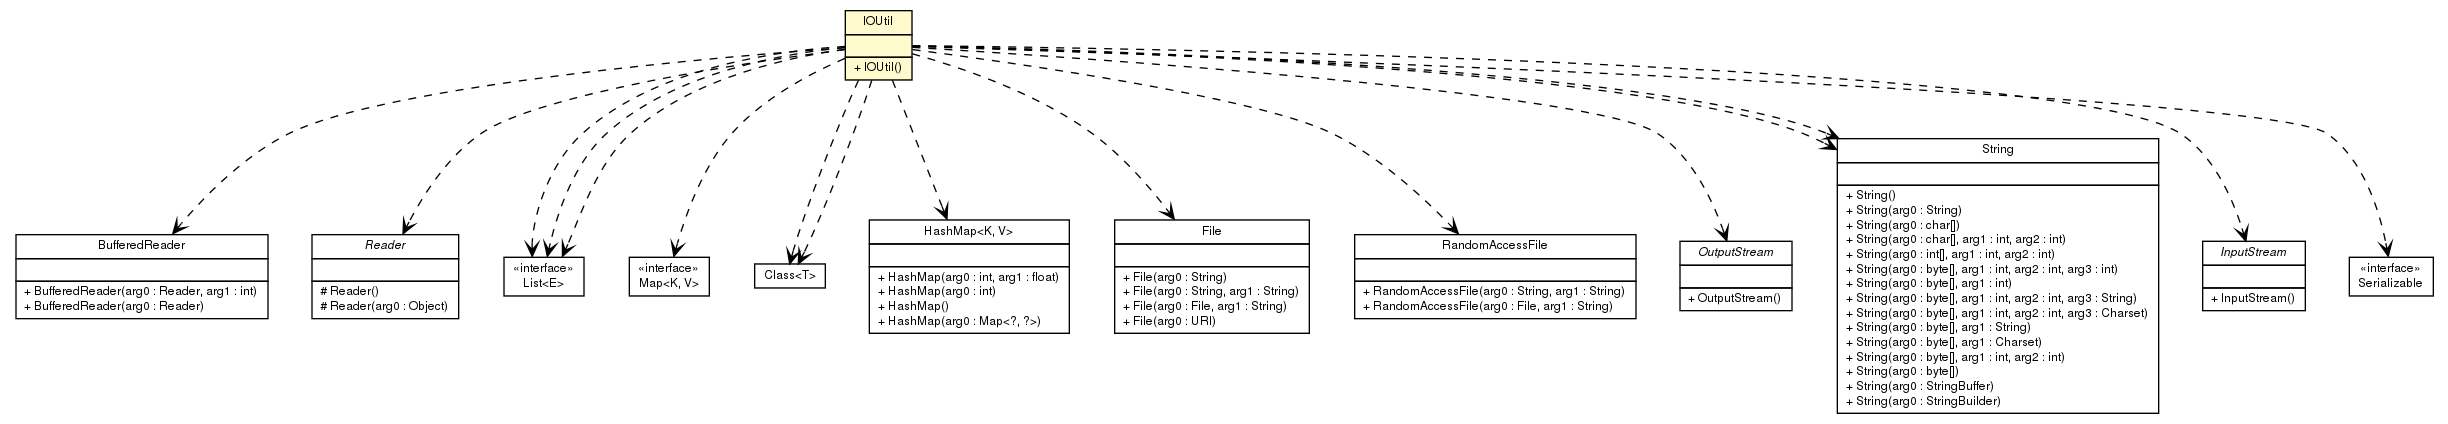 IOUtil
+ IOUtil()
BufferedReader
+ BufferedReader(arg0 : Reader, arg1 : int)
+ BufferedReader(arg0 : Reader)
Reader
# Reader()
# Reader(arg0 : Object)
«interface»
List<E>
«interface»
Map<K, V>
Class<T>
HashMap<K, V>
+ HashMap(arg0 : int, arg1 : float)
+ HashMap(arg0 : int)
+ HashMap()
+ HashMap(arg0 : Map<?, ?>)
File
+ File(arg0 : String)
+ File(arg0 : String, arg1 : String)
+ File(arg0 : File, arg1 : String)
+ File(arg0 : URI)
RandomAccessFile
+ RandomAccessFile(arg0 : String, arg1 : String)
+ RandomAccessFile(arg0 : File, arg1 : String)
OutputStream
+ OutputStream()
String
+ String()
+ String(arg0 : String)
+ String(arg0 : char[])
+ String(arg0 : char[], arg1 : int, arg2 : int)
+ String(arg0 : int[], arg1 : int, arg2 : int)
+ String(arg0 : byte[], arg1 : int, arg2 : int, arg3 : int)
+ String(arg0 : byte[], arg1 : int)
+ String(arg0 : byte[], arg1 : int, arg2 : int, arg3 : String)
+ String(arg0 : byte[], arg1 : int, arg2 : int, arg3 : Charset)
+ String(arg0 : byte[], arg1 : String)
+ String(arg0 : byte[], arg1 : Charset)
+ String(arg0 : byte[], arg1 : int, arg2 : int)
+ String(arg0 : byte[])
+ String(arg0 : StringBuffer)
+ String(arg0 : StringBuilder)
InputStream
+ InputStream()
«interface»
Serializable